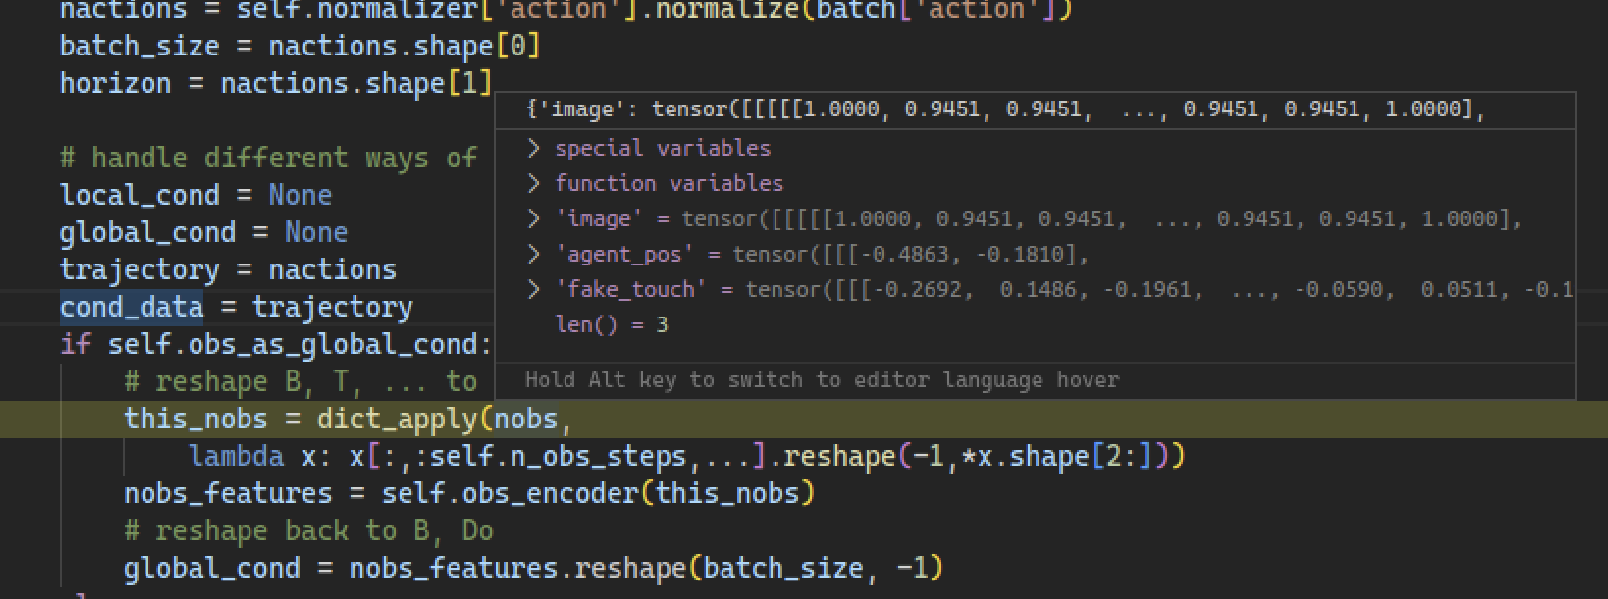 nactions = self.normalizer['action'].normalize(batch['action'])
batch_size = nactions.shape[0]
horizon = nactions.shape[1]
# handle different ways of
local_cond = None
global_cond = None
trajectory = nactions
cond_data = trajectory
if self.obs_as_global_cond:
# reshape B, T, ... to
this_nobs = dict_apply(nobs,
lambda x: x[:,:self.n_obs_steps,...].reshape(-1,*x.shape[2:]))
nobs_features = self.obs_encoder(this_nobs)
# reshape back to B, Do
global_cond = nobs_features.reshape(batch_size, -1)
{'image': tensor([[[[[1.0000, 0.9451, 0.9451, ..., 0.9451, 0.9451, 1.0000],
> special variables
> function variables
> 'image' = tensor([[[[[1.0000, 0.9451, 0.9451, ..., 0.9451, 0.9451, 1.0000],
> 'agent_pos' = tensor([[[-0.4863, -0.1810],
> 'fake_touch' = tensor([[[-0.2692, 0.1486, -0.1961, ..., -0.0590, 0.0511, -0.1
len() = 3
Hold Alt key to switch to editor language hover